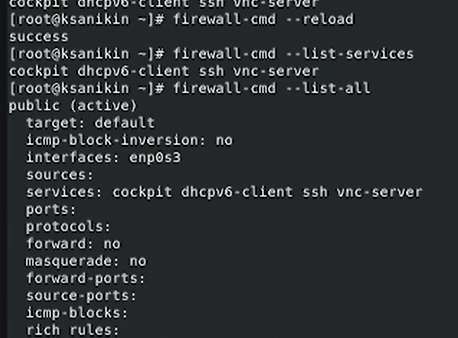 cockpit dhcpv6-client ssh vnc-server
[root@ksanikin ~]# firewall-cmd --reload
success
[root@ksanikin ~]# firewall-cmd --list-services
cockpit dhcpv6-client ssh vnc-server
[root@ksanikin ~]# firewall-cmd --list-all
public (active)
  target: default
  icmp-block-inversion: no
  interfaces: enp0s3
  sources:
  services: cockpit dhcpv6-client ssh vnc-server
  ports:
  protocols:
  forward: no
  masquerade: no
  forward-ports:
  source-ports:
  icmp-blocks:
  rich rules: